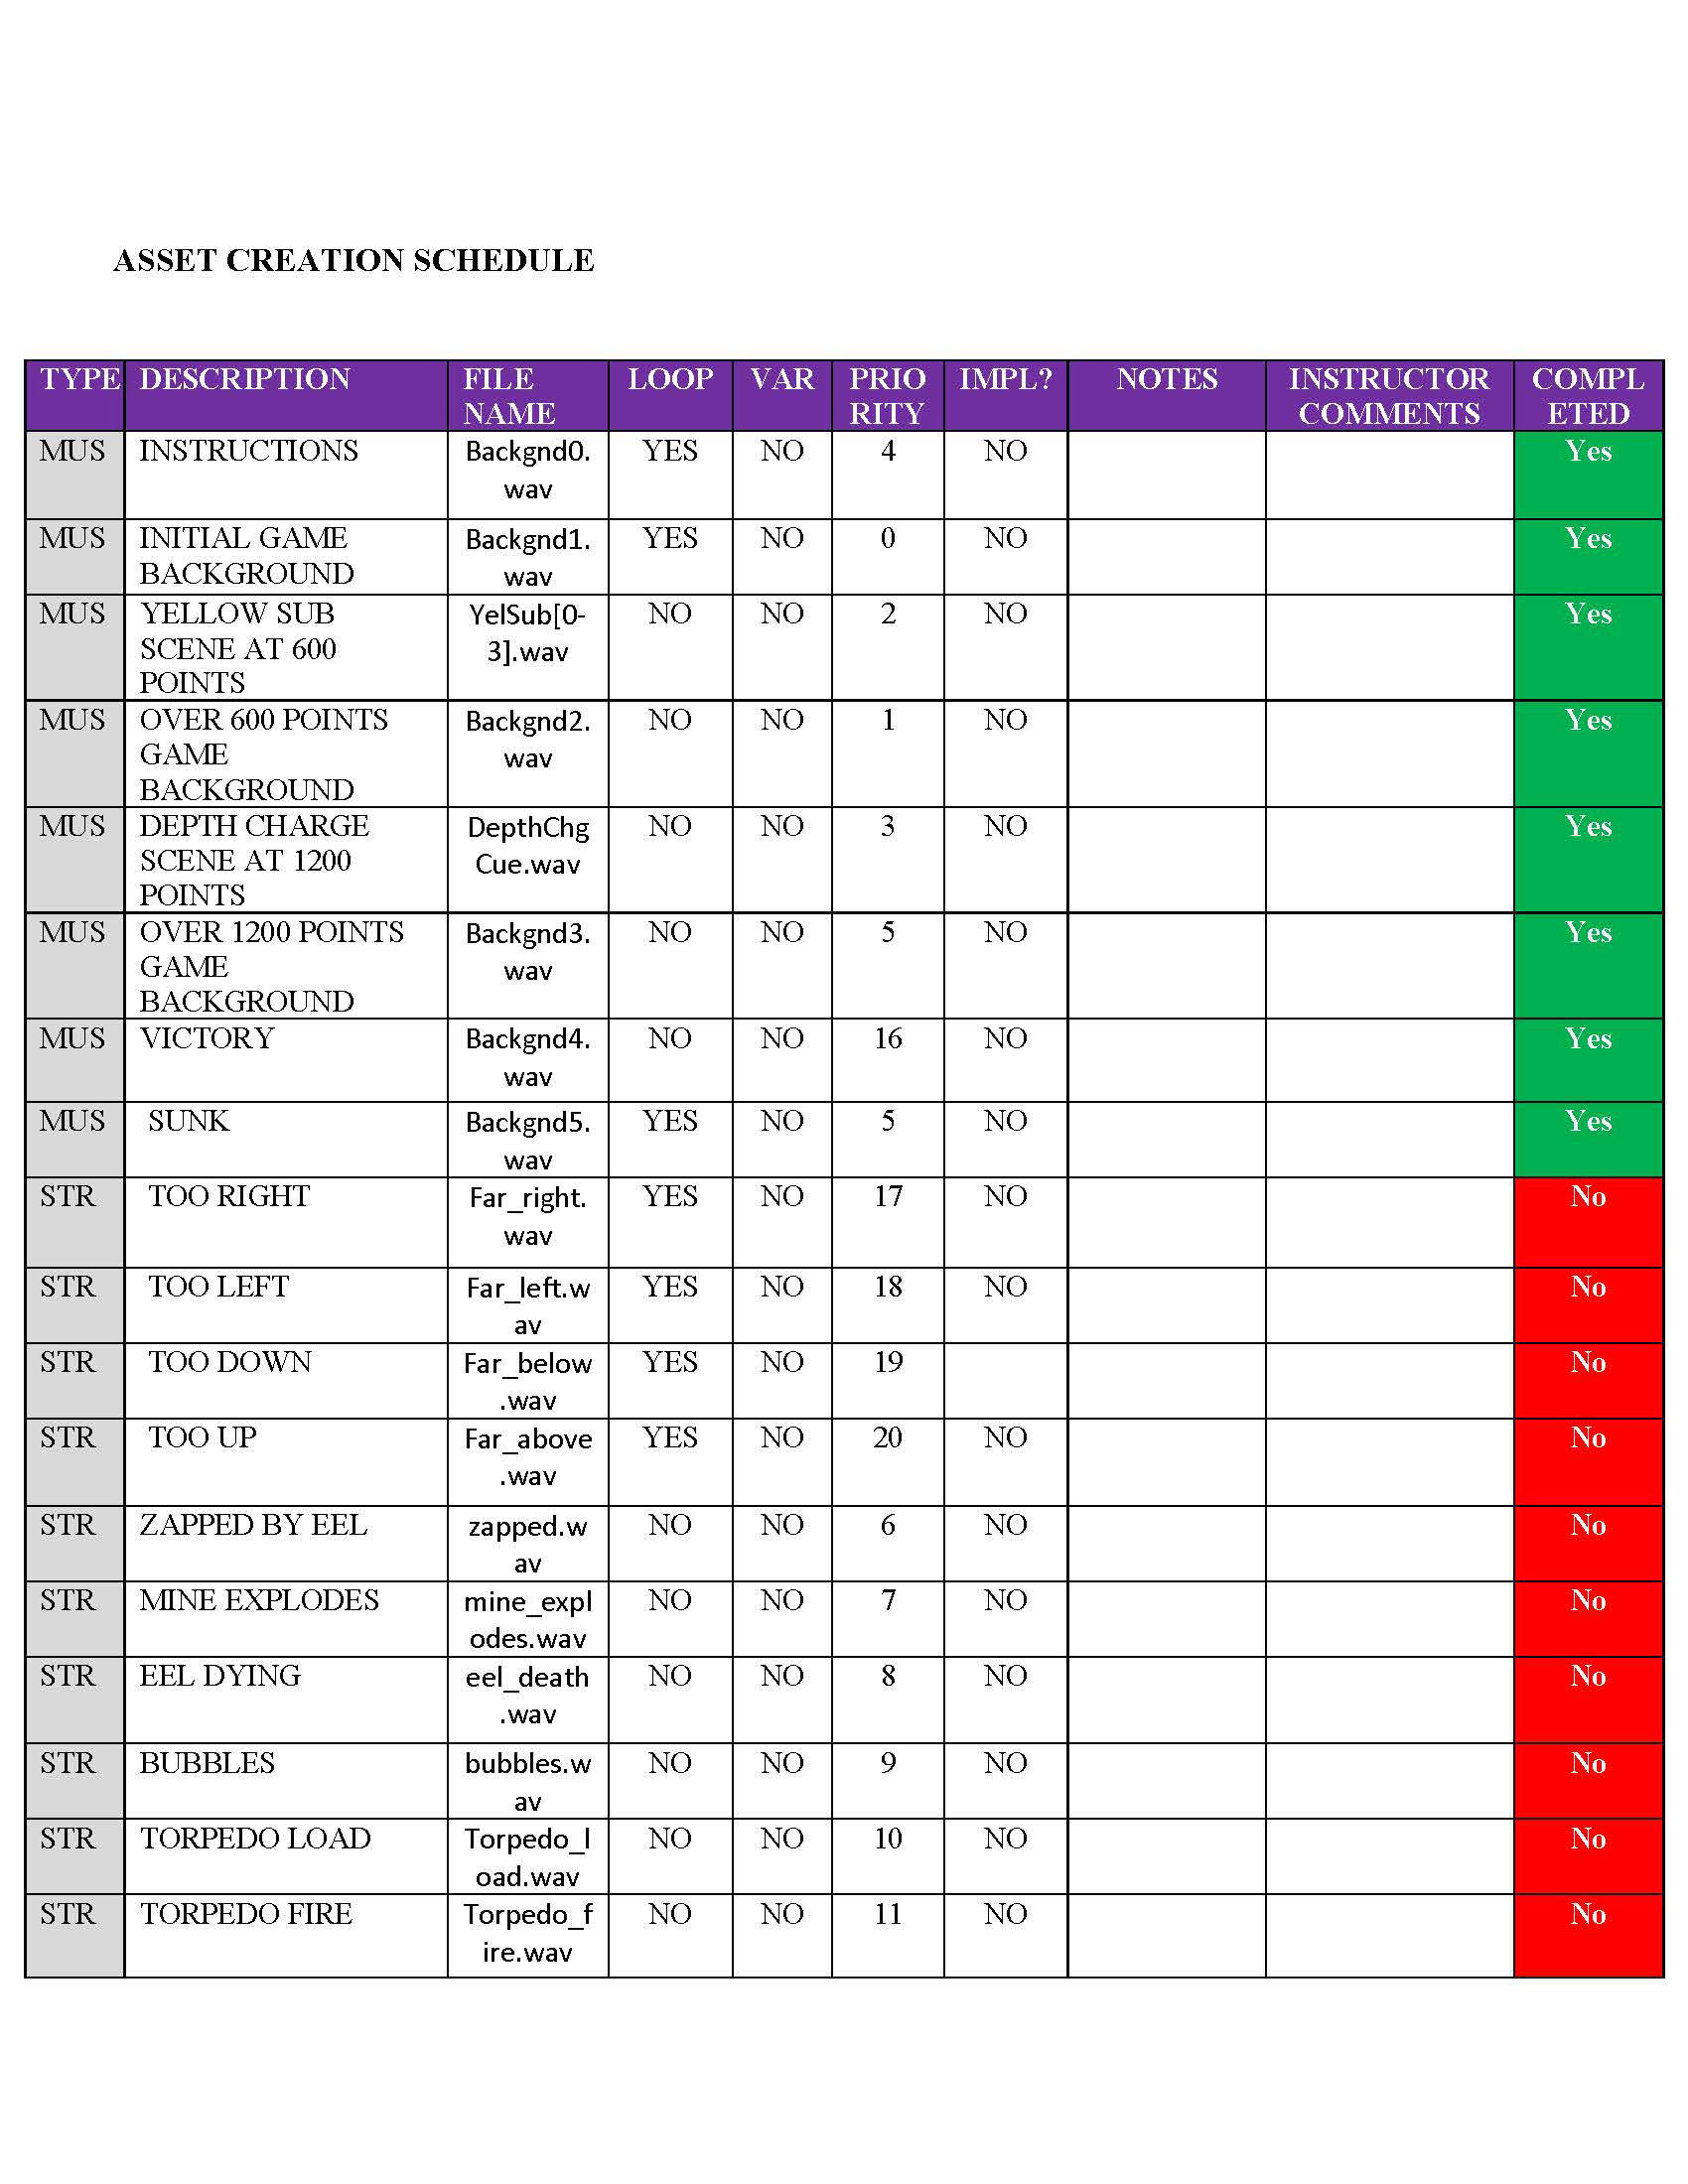 ASSET CREATION SCHEDULE
TYPE DESCRIPTION FILE NAME LOOP VAR PRIORITY IMPL? NOTES INSTRUCTOR COMMENTS COMPLETED
MUS INSTRUCTIONS Backgnd0.wav YES NO 4 NO Yes
MUS INITIAL GAME BACKGROUND Backgnd1.wav YES NO 0 NO Yes
MUS YELLOW SUB SCENE AT 600 POINTS YelSub[0-3].wav NO NO 2 NO Yes
MUS OVER 600 POINTS GAME BACKGROUND Backgnd2.wav NO NO 1 NO Yes
MUS DEPTH CHARGE SCENE AT 1200 POINTS DepthChgCue.wav NO NO 3 NO Yes
MUS OVER 1200 POINTS GAME BACKGROUND Backgnd3.wav NO NO 5 NO Yes
MUS VICTORY Backgnd4.wav NO NO 16 NO Yes
MUS SUNK Backgnd5.wav YES NO 5 NO Yes
STR TOO RIGHT Far_right.wav YES NO 17 NO No
STR TOO LEFT Far_left.wav YES NO 18 NO No
STR TOO DOWN Far_below.wav YES NO 19 No
STR TOO UP Far_above.wav YES NO 20 NO No
STR ZAPPED BY EEL zapped.wav NO NO 6 NO No
STR MINE EXPLODES mine_explodes.wav NO NO 7 NO No
STR EEL DYING eel_death.wav NO NO 8 NO No
STR BUBBLES bubbles.wav NO NO 9 NO No
STR TORPEDO LOAD Torpedo_load.wav NO NO 10 NO No
STR TORPEDO FIRE Torpedo_fire.wav NO NO 11 NO No